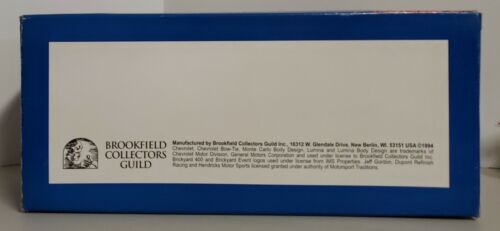 BROOKFIELD
COLLECTORS
GUILD
Manufactured by Brookfield Collectors Guild Inc., 16312 W. Glendale Drive, New Berlin, WI. 53151 USA ©1994
Chevrolet, Chevrolet Bow-Tie, Monte Carlo Body Design, Lumina and Lumina Body Design are trademarks of
Chevrolet Motor Division, General Motors Corporation and used under license to Brookfield Collectors Guild Inc.
Brickyard 400 and Brickyard Event logos used under license from IMS Properties. Jeff Gordon, Dupont Refinish
Racing and Hendricks Motor Sports licensed granted under authority of Motorsport Traditions.